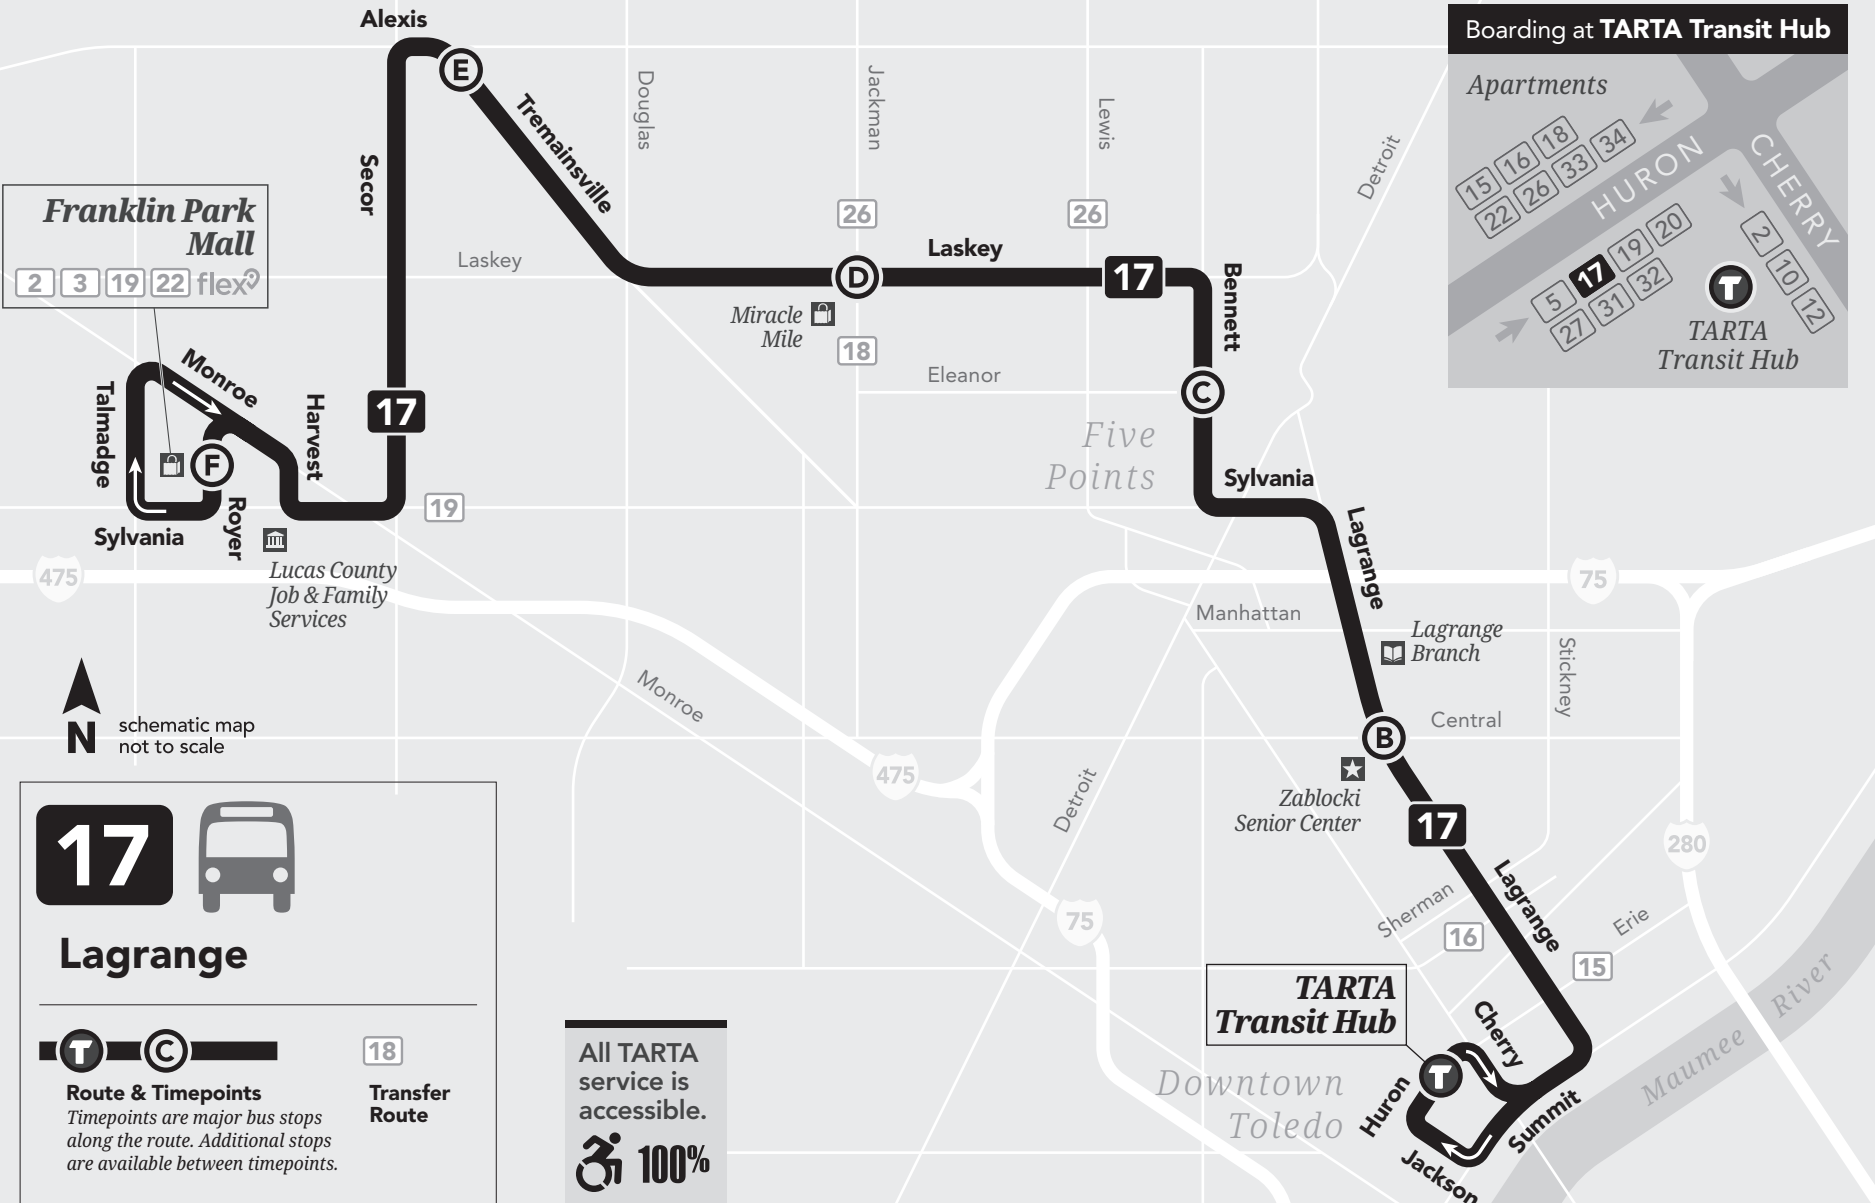 Alexis
E
Tremainsville
Secor
Douglas
Jackman
Lewis
Detroit
Boarding at TARTA Transit Hub
Apartments
15
16
18
22
26
33
34
HURON
CHERRY
5
17
19
20
27
31
32
2
10
12
T
TARTA
Transit Hub
Franklin Park
Mall
2
3
19
22
flex
Laskey
26
26
D
Laskey
17
Bennett
Miracle
Mile
18
Eleanor
C
Five
Points
Sylvania
Lagrange
Monroe
Talmadge
Harvest
17
F
Royer
Sylvania
19
475
Lucas County
Job & Family
Services
75
Manhattan
Lagrange
Branch
Stickney
Central
B
Zablocki
Senior Center
17
Lagrange
Monroe
475
Detroit
75
280
Sherman
16
Erie
15
N
schematic map
not to scale
17
Lagrange
T
C
18
Route & Timepoints
Timepoints are major bus stops
along the route. Additional stops
are available between timepoints.
Transfer
Route
All TARTA
service is
accessible.
100%
TARTA
Transit Hub
Cherry
T
Huron
Summit
Jackson
Downtown
Toledo
Maumee River